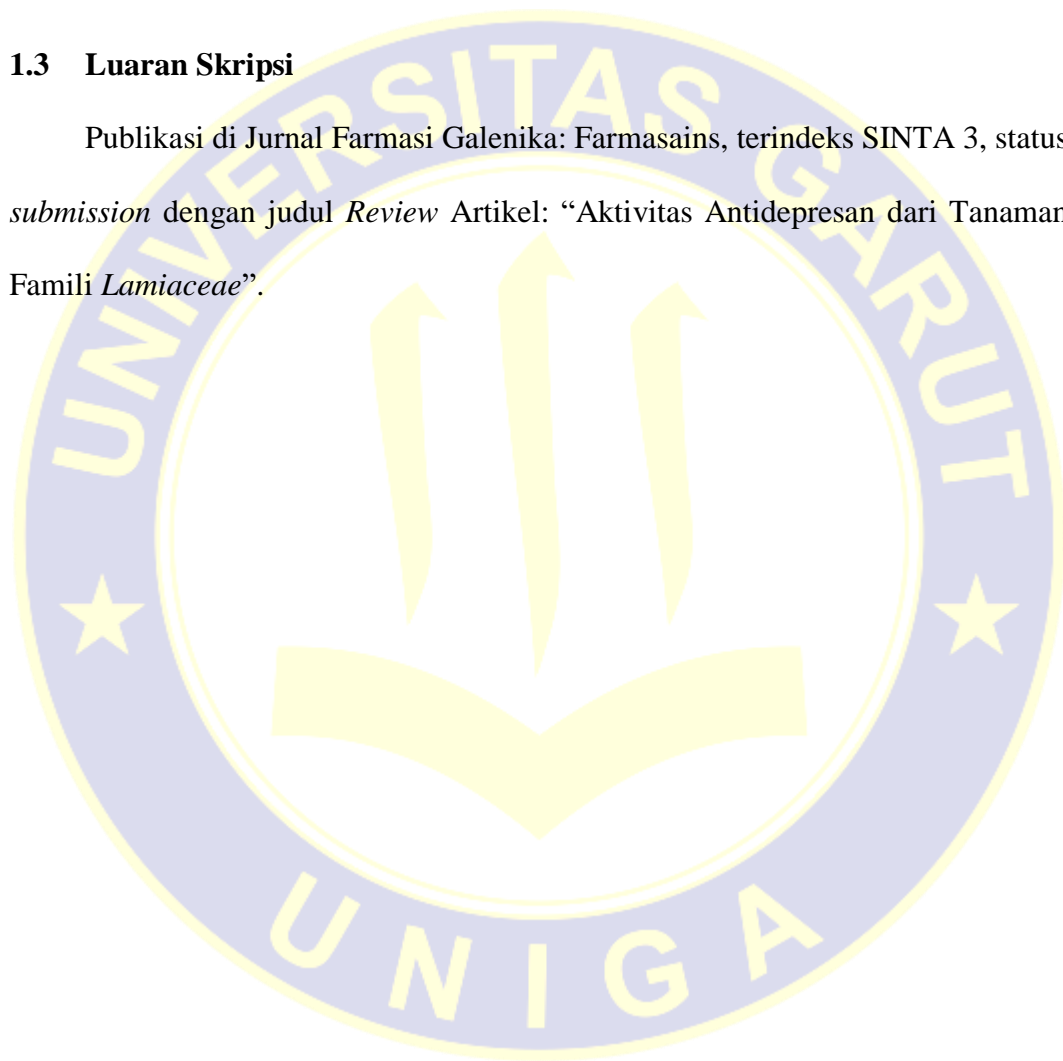 1.3 Luaran Skripsi
Publikasi di Jurnal Farmasi Galenika: Farmasains, terindeks SINTA 3, status
submission dengan judul Review Artikel: “Aktivitas Antidepresan dari Tanaman
Famili Lamiaceae”.
UNIVERSITAS GARUT
UNIGA